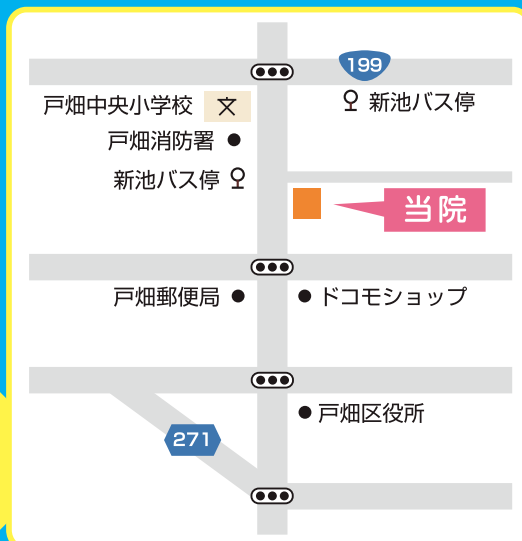 199
戸畑中央小学校 文
新池バス停
戸畑消防署
新池バス停
当院
戸畑郵便局
ドコモショップ
戸畑区役所
271